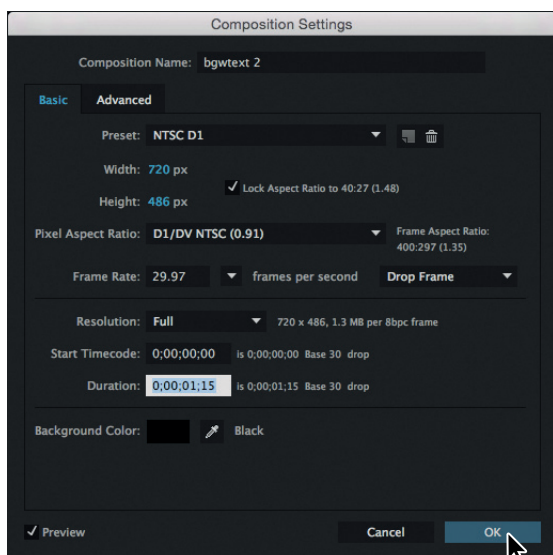 Composition Settings
Composition Name: bgwtext 2
Basic Advanced
Preset: NTSC D1
Width: 720 px
Lock Aspect Ratio to 40:27 (1.48)
Height: 486 px
Pixel Aspect Ratio: D1/DV NTSC (0.91) Frame Aspect Ratio:
400:297 (1.35)
Frame Rate: 29.97 frames per second Drop Frame
Resolution: Full 720 x 486, 1.3 MB per 8bpc frame
Start Timecode: 0;00;00;00 is 0;00;00;00 Base 30 drop
Duration: 0;00;01;15 is 0;00;01;15 Base 30 drop
Background Color: Black
Preview Cancel OK